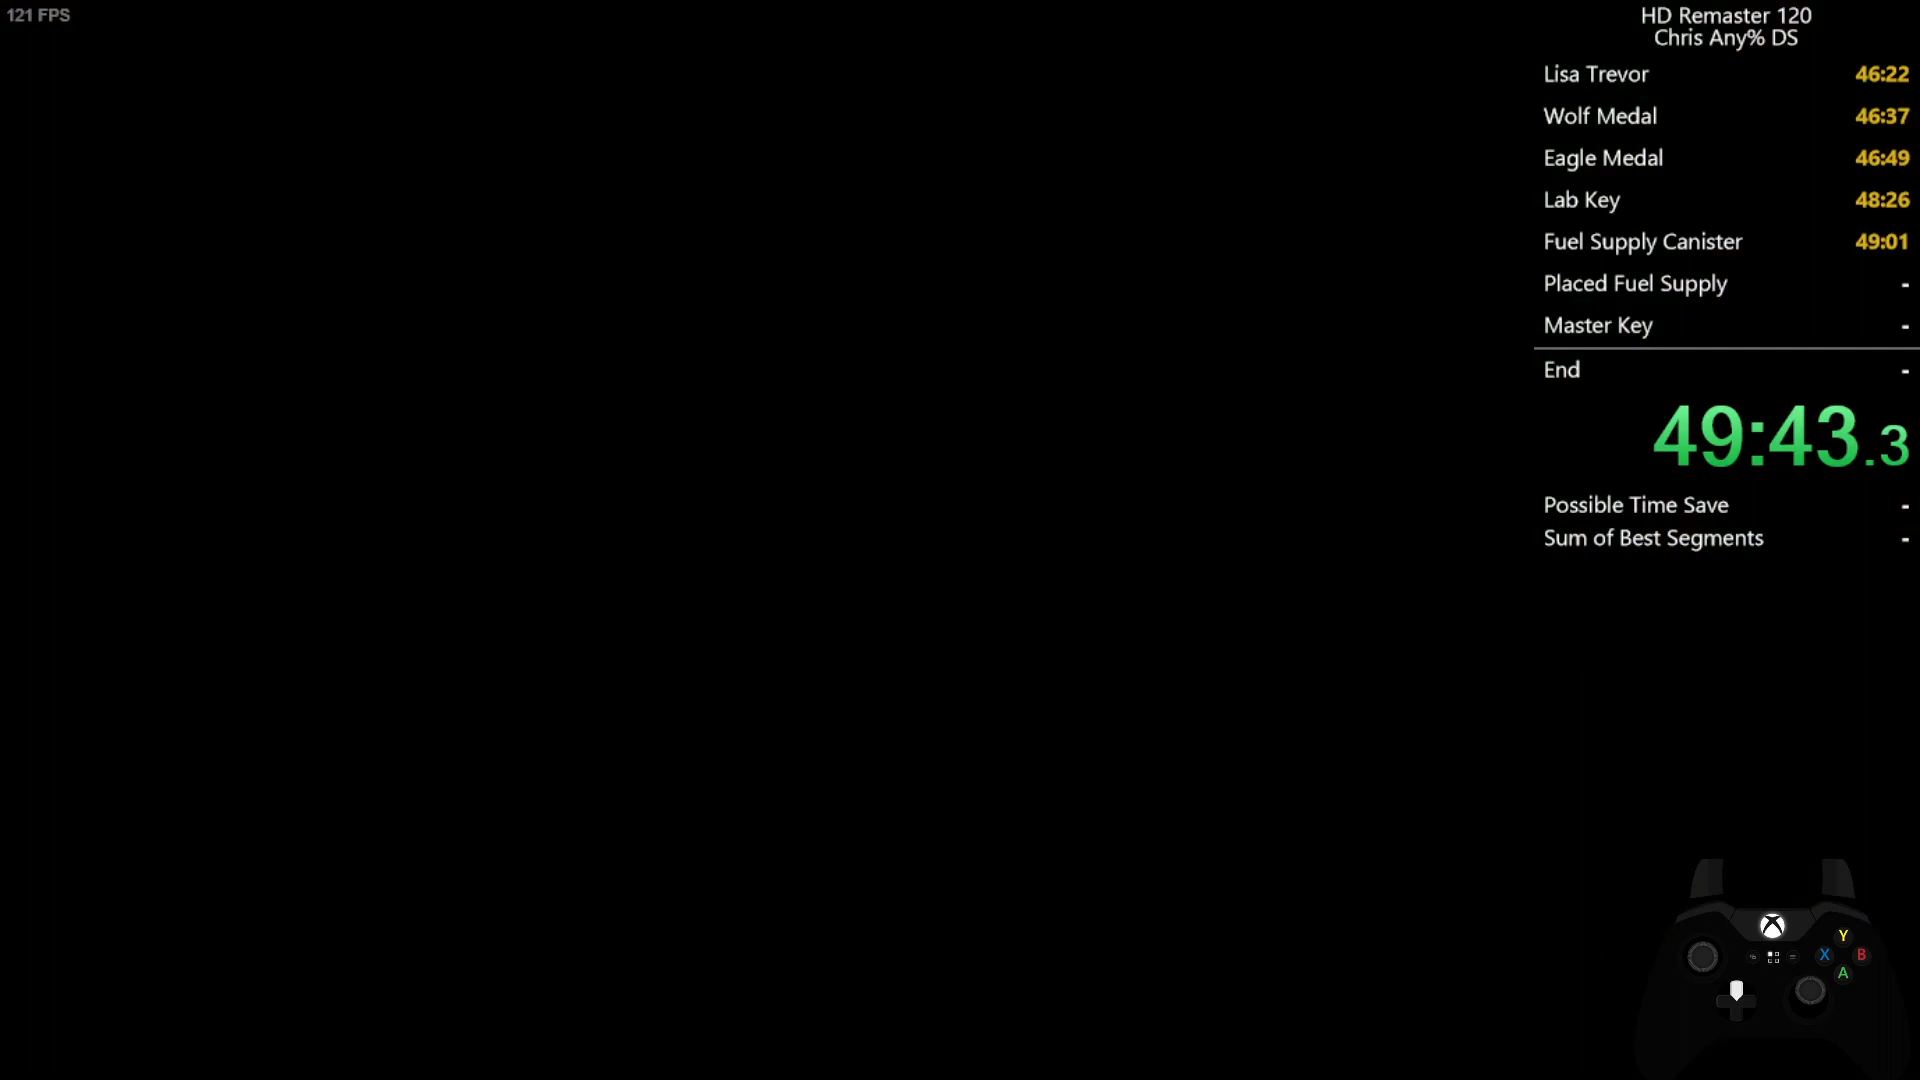 121 FPS
HD Remaster 120
Chris Any% DS
Lisa Trevor 46:22
Wolf Medal 46:37
Eagle Medal 46:49
Lab Key 48:26
Fuel Supply Canister 49:01
Placed Fuel Supply -
Master Key -
End -
49:43.3
Possible Time Save -
Sum of Best Segments -
Y
X B
A